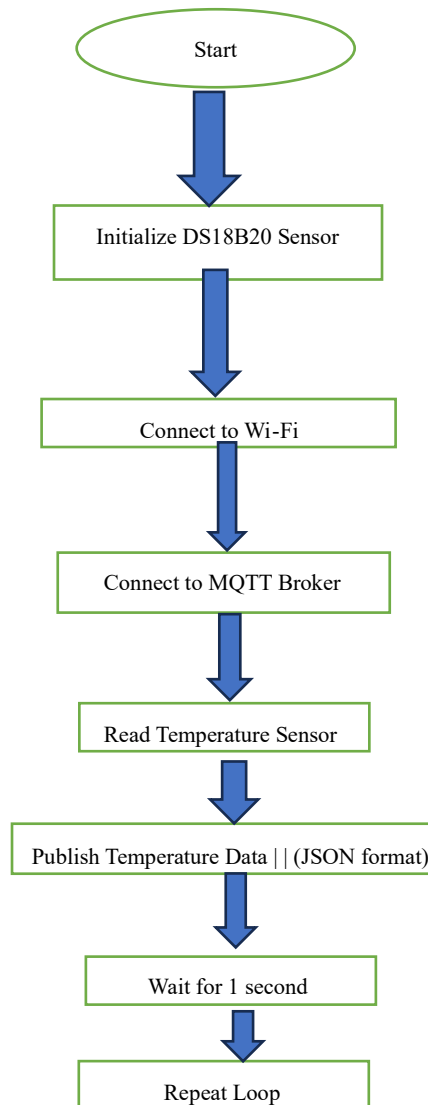 Start
Initialize DS18B20 Sensor
Connect to Wi-Fi
Connect to MQTT Broker
Read Temperature Sensor
Publish Temperature Data | | (JSON format)
Wait for 1 second
Repeat Loop